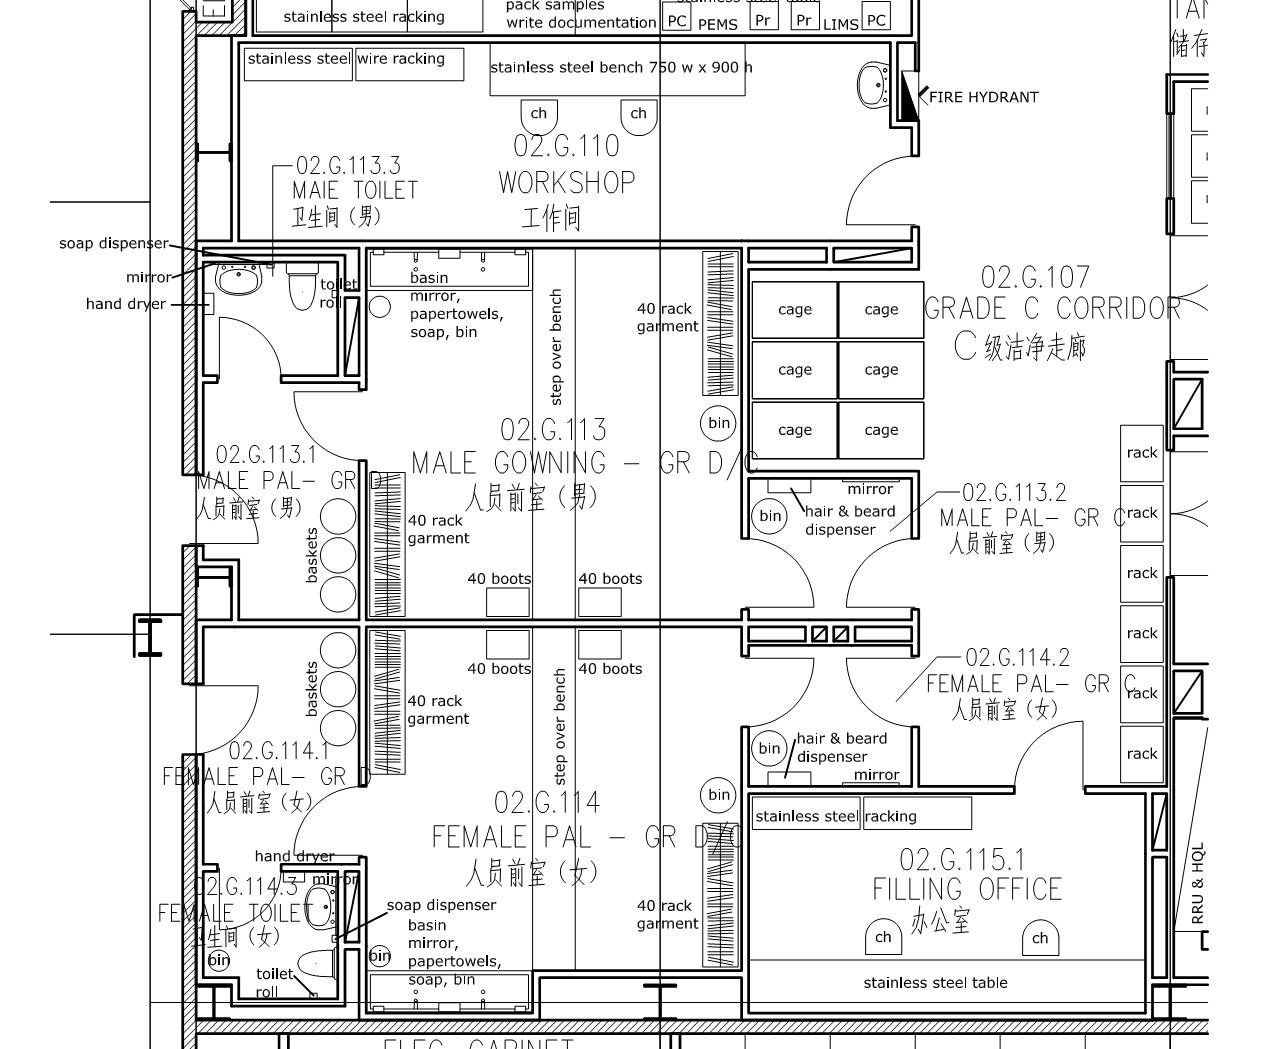 stainless steel racking
pack samples
write documentation
PC
PEMS
Pr
Pr
LIMS
PC
储存
stainless steel
wire racking
stainless steel bench 750 w x 900 h
ch
ch
FIRE HYDRANT
02.G.110
WORKSHOP
工作间
02.G.113.3
MAIE TOILET
卫生间（男）
soap dispenser
mirror
hand dryer
toilet
roll
basin
mirror,
papertowels,
soap, bin
step over bench
40 rack
garment
cage
cage
cage
cage
cage
cage
02.G.107
GRADE C CORRIDOR
C 级洁净走廊
bin
02.G.113
MALE GOWNING - GR D/C
人员前室（男）
02.G.113.1
MALE PAL- GR D
人员前室（男）
baskets
40 rack
garment
40 boots
40 boots
mirror
hair & beard
dispenser
bin
02.G.113.2
MALE PAL- GR C
人员前室（男）
rack
rack
rack
rack
rack
rack
baskets
40 boots
40 boots
40 rack
garment
step over bench
02.G.114.2
FEMALE PAL- GR C
人员前室（女）
hair & beard
dispenser
bin
mirror
02.G.114.1
FEMALE PAL- GR D
人员前室（女）
02.G.114
FEMALE PAL - GR D/C
人员前室（女）
bin
stainless steel
racking
02.G.115.1
FILLING OFFICE
办公室
ch
ch
stainless steel table
RRU & HQL
hand dryer
mirror
02.G.114.3
FEMALE TOILET
卫生间（女）
bin
toilet
roll
soap dispenser
basin
mirror,
papertowels,
soap, bin
bin
40 rack
garment
ELEC. CABINET